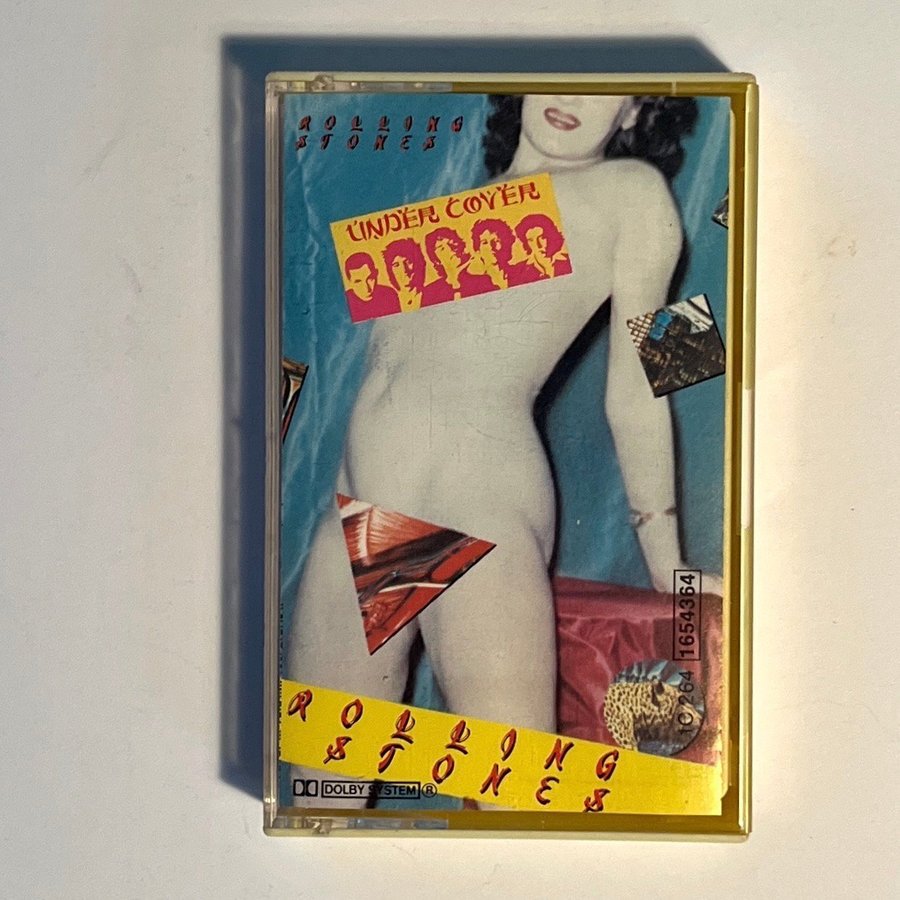 ROLLING
STONES
UNDER COVER
1C 264 1654364
ROLLING
STONES
DOLBY SYSTEM ®